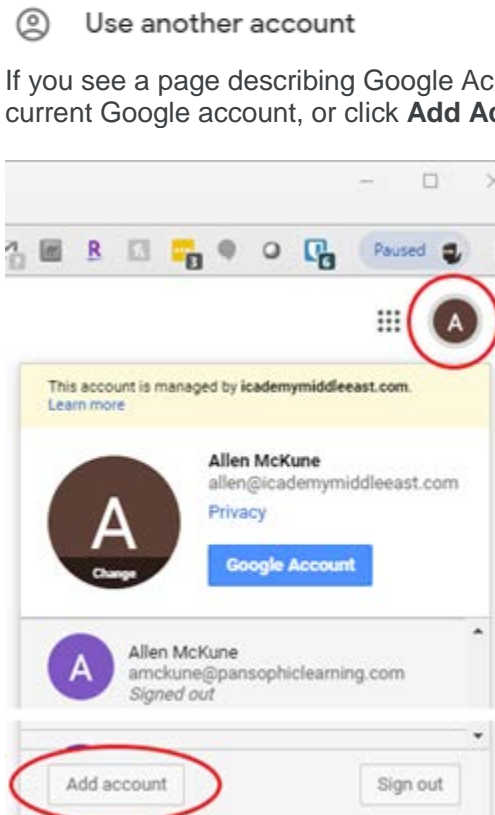 Use another account
If you see a page describing Google Ac
current Google account, or click Add Ac
R
3
6
Paused
A
This account is managed by icademymiddleeast.com.
Learn more
Allen McKune
allen@icademymiddleeast.com
Privacy
A
Change
Google Account
Allen McKune
A
amckune@pansophiclearning.com
Signed out
Add account
Sign out